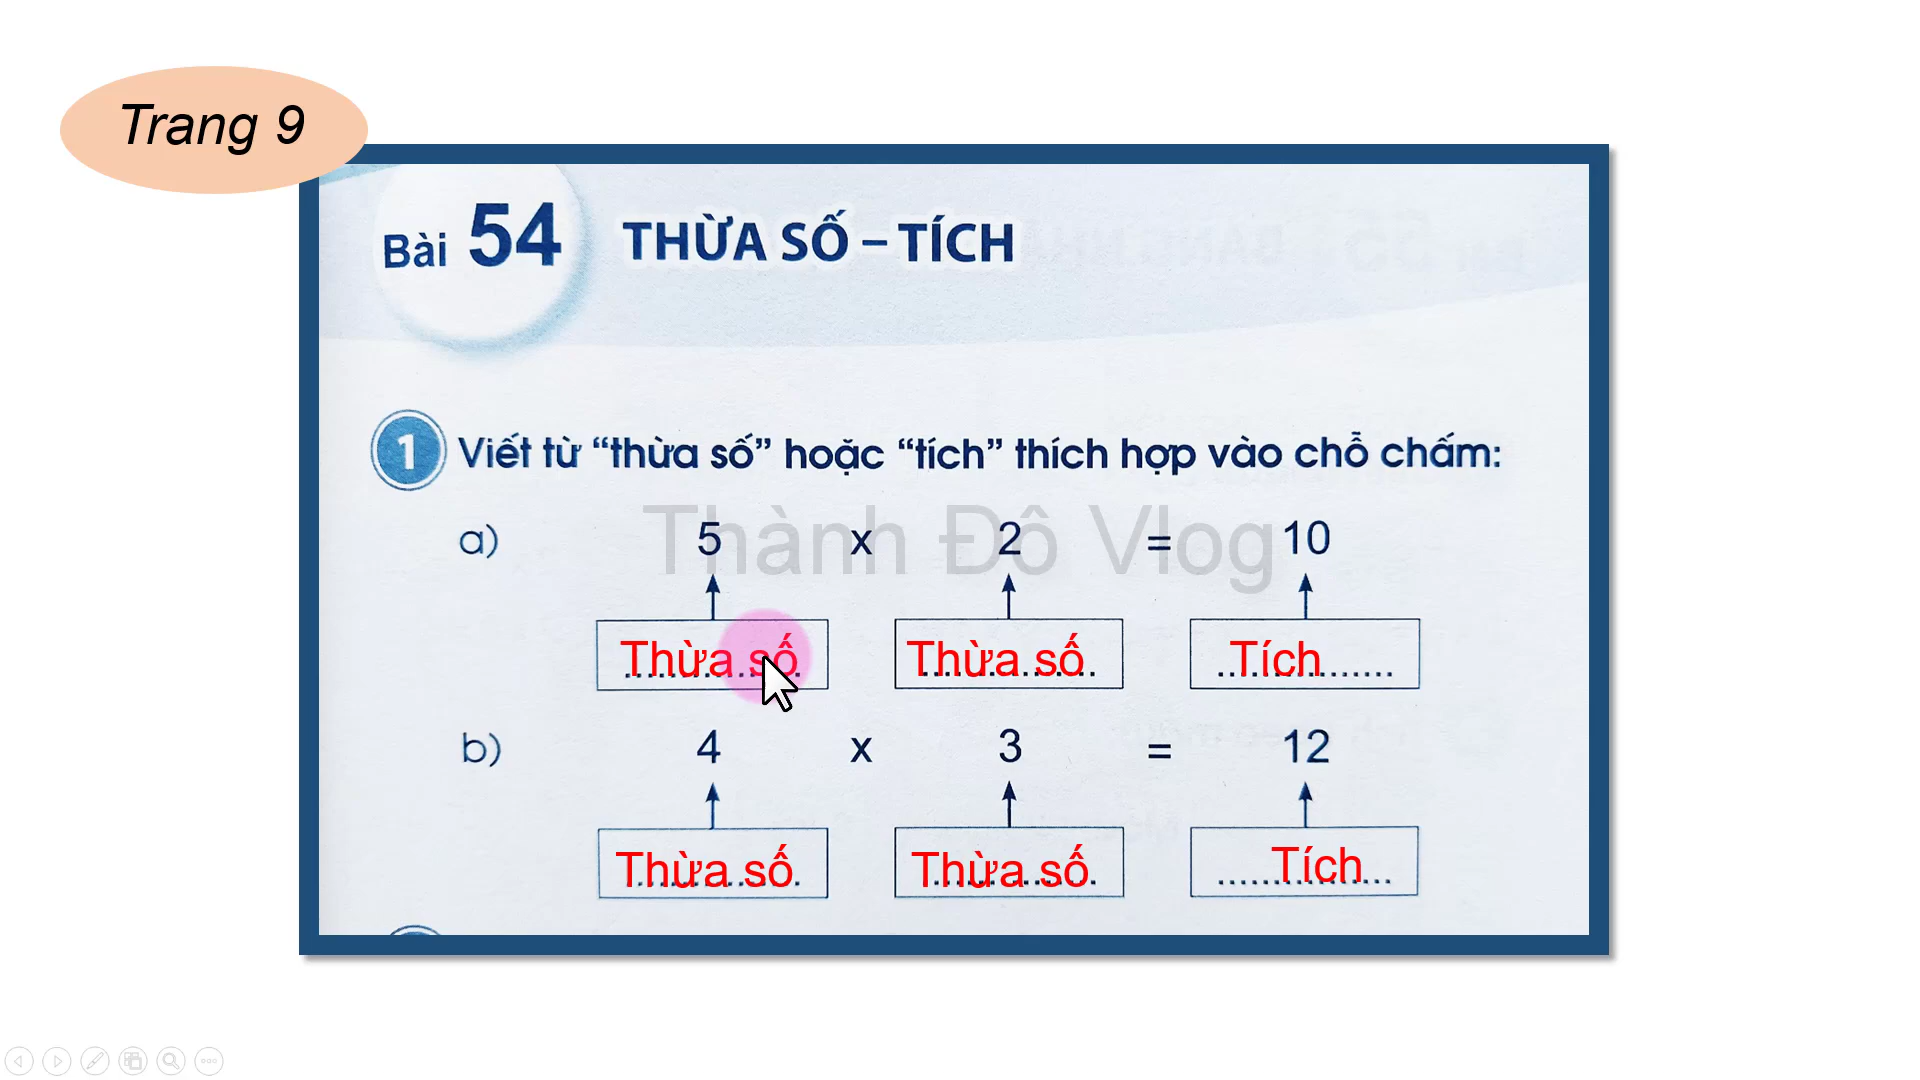 Trang 9
Bài 54 THỪA SỐ – TÍCH
1 Viết từ “thừa số” hoặc “tích” thích hợp vào chỗ chấm:
Thành Đô Vlog
a) 5 x 2 = 10
Thừa số Thừa số Tích
b) 4 x 3 = 12
Thừa số Thừa số Tích